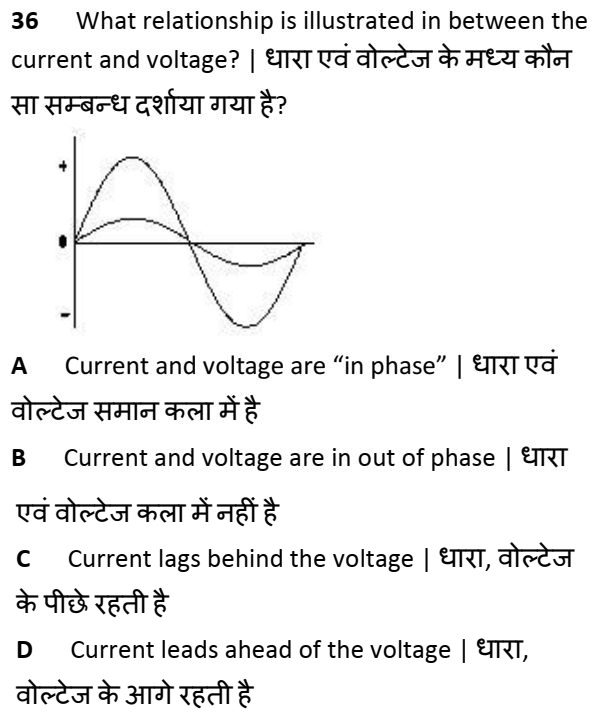 36 What relationship is illustrated in between the
current and voltage? | धारा एवं वोल्टेज के मध्य कौन
सा सम्बन्ध दर्शाया गया है?
+
0
-
A Current and voltage are “in phase” | धारा एवं
वोल्टेज समान कला में है
B Current and voltage are in out of phase | धारा
एवं वोल्टेज कला में नहीं है
C Current lags behind the voltage | धारा, वोल्टेज
के पीछे रहती है
D Current leads ahead of the voltage | धारा,
वोल्टेज के आगे रहती है